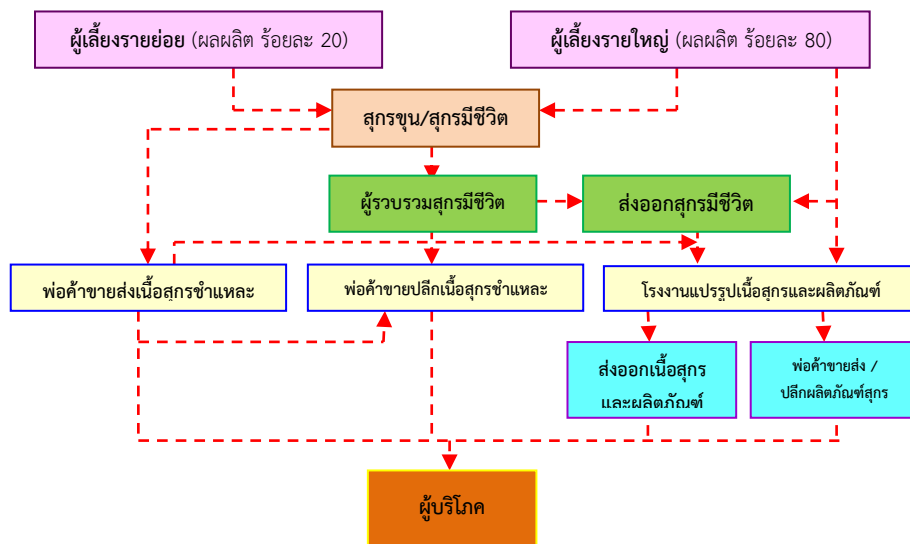 ผู้เลี้ยงรายย่อย (ผลผลิต ร้อยละ 20)
ผู้เลี้ยงรายใหญ่ (ผลผลิต ร้อยละ 80)
สุกรขุน/สุกรมีชีวิต
ผู้รวบรวมสุกรมีชีวิต
ส่งออกสุกรมีชีวิต
พ่อค้าขายส่งเนื้อสุกรชำแหละ
พ่อค้าขายปลีกเนื้อสุกรชำแหละ
โรงงานแปรรูปเนื้อสุกรและผลิตภัณฑ์
ส่งออกเนื้อสุกร
และผลิตภัณฑ์
พ่อค้าขายส่ง /
ปลีกผลิตภัณฑ์สุกร
ผู้บริโภค